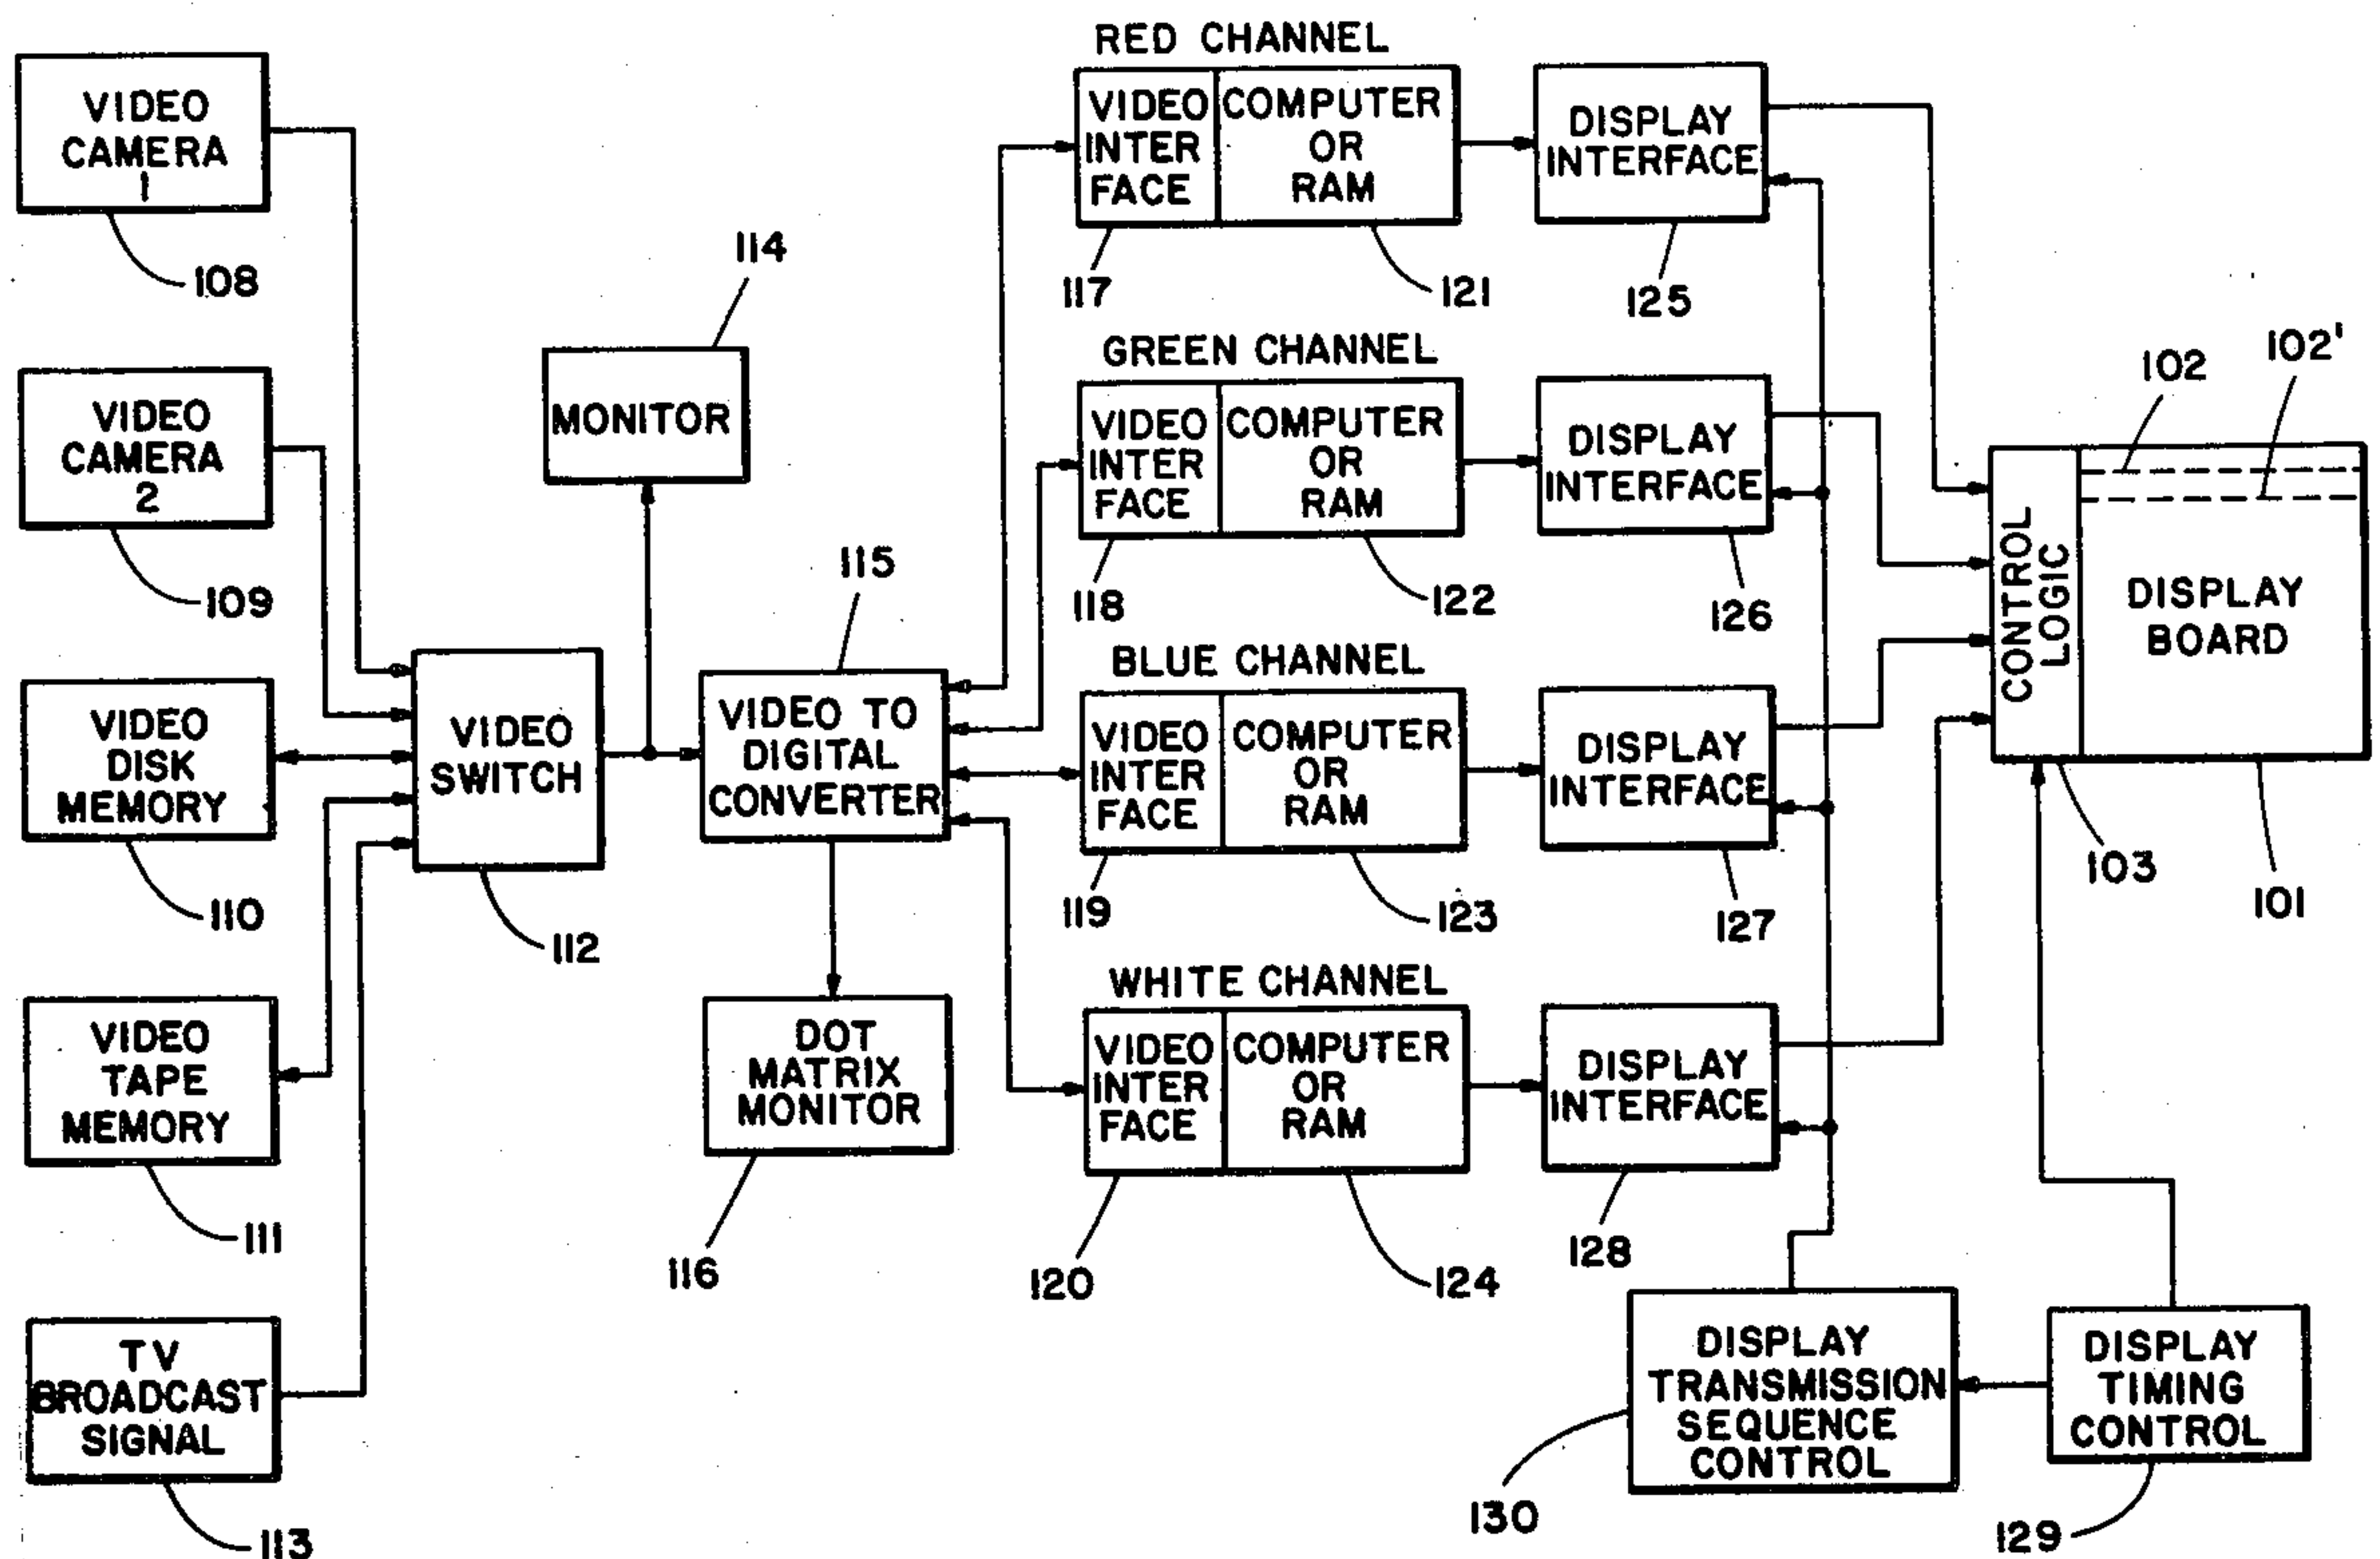 VIDEO
CAMERA
1
108
VIDEO
CAMERA
2
109
VIDEO
DISK
MEMORY
110
VIDEO
TAPE
MEMORY
111
TV
BROADCAST
SIGNAL
113
VIDEO
SWITCH
112
MONITOR
114
VIDEO TO
DIGITAL
CONVERTER
115
DOT
MATRIX
MONITOR
116
RED CHANNEL
VIDEO
INTER
FACE
117
COMPUTER
OR
RAM
121
DISPLAY
INTERFACE
125
GREEN CHANNEL
VIDEO
INTER
FACE
118
COMPUTER
OR
RAM
122
DISPLAY
INTERFACE
126
BLUE CHANNEL
VIDEO
INTER
FACE
119
COMPUTER
OR
RAM
123
DISPLAY
INTERFACE
127
WHITE CHANNEL
VIDEO
INTER
FACE
120
COMPUTER
OR
RAM
124
DISPLAY
INTERFACE
128
102
102'
CONTROL
LOGIC
103
DISPLAY
BOARD
101
DISPLAY
TRANSMISSION
SEQUENCE
CONTROL
130
DISPLAY
TIMING
CONTROL
129